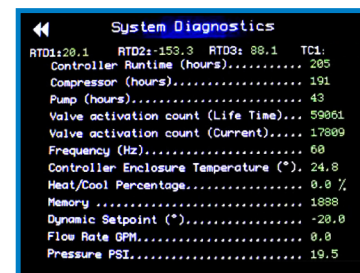 System Diagnostics
RTD1:20.1 RTD2:-153.3 RTD3: 88.1 TC1:
Controller Runtime (hours)........... 205
Compressor (hours)................... 191
Pump (hours)......................... 43
Valve activation count (Life Time)... 59061
Valve activation count (Current)..... 17809
Frequency (Hz)....................... 60
Controller Enclosure Temperature (°). 24.8
Heat/Cool Percentage................. 0.0 %
Memory .............................. 1888
Dynamic Setpoint (°)................. -20.0
Flow Rate GPM........................ 0.0
Pressure PSI......................... 19.5